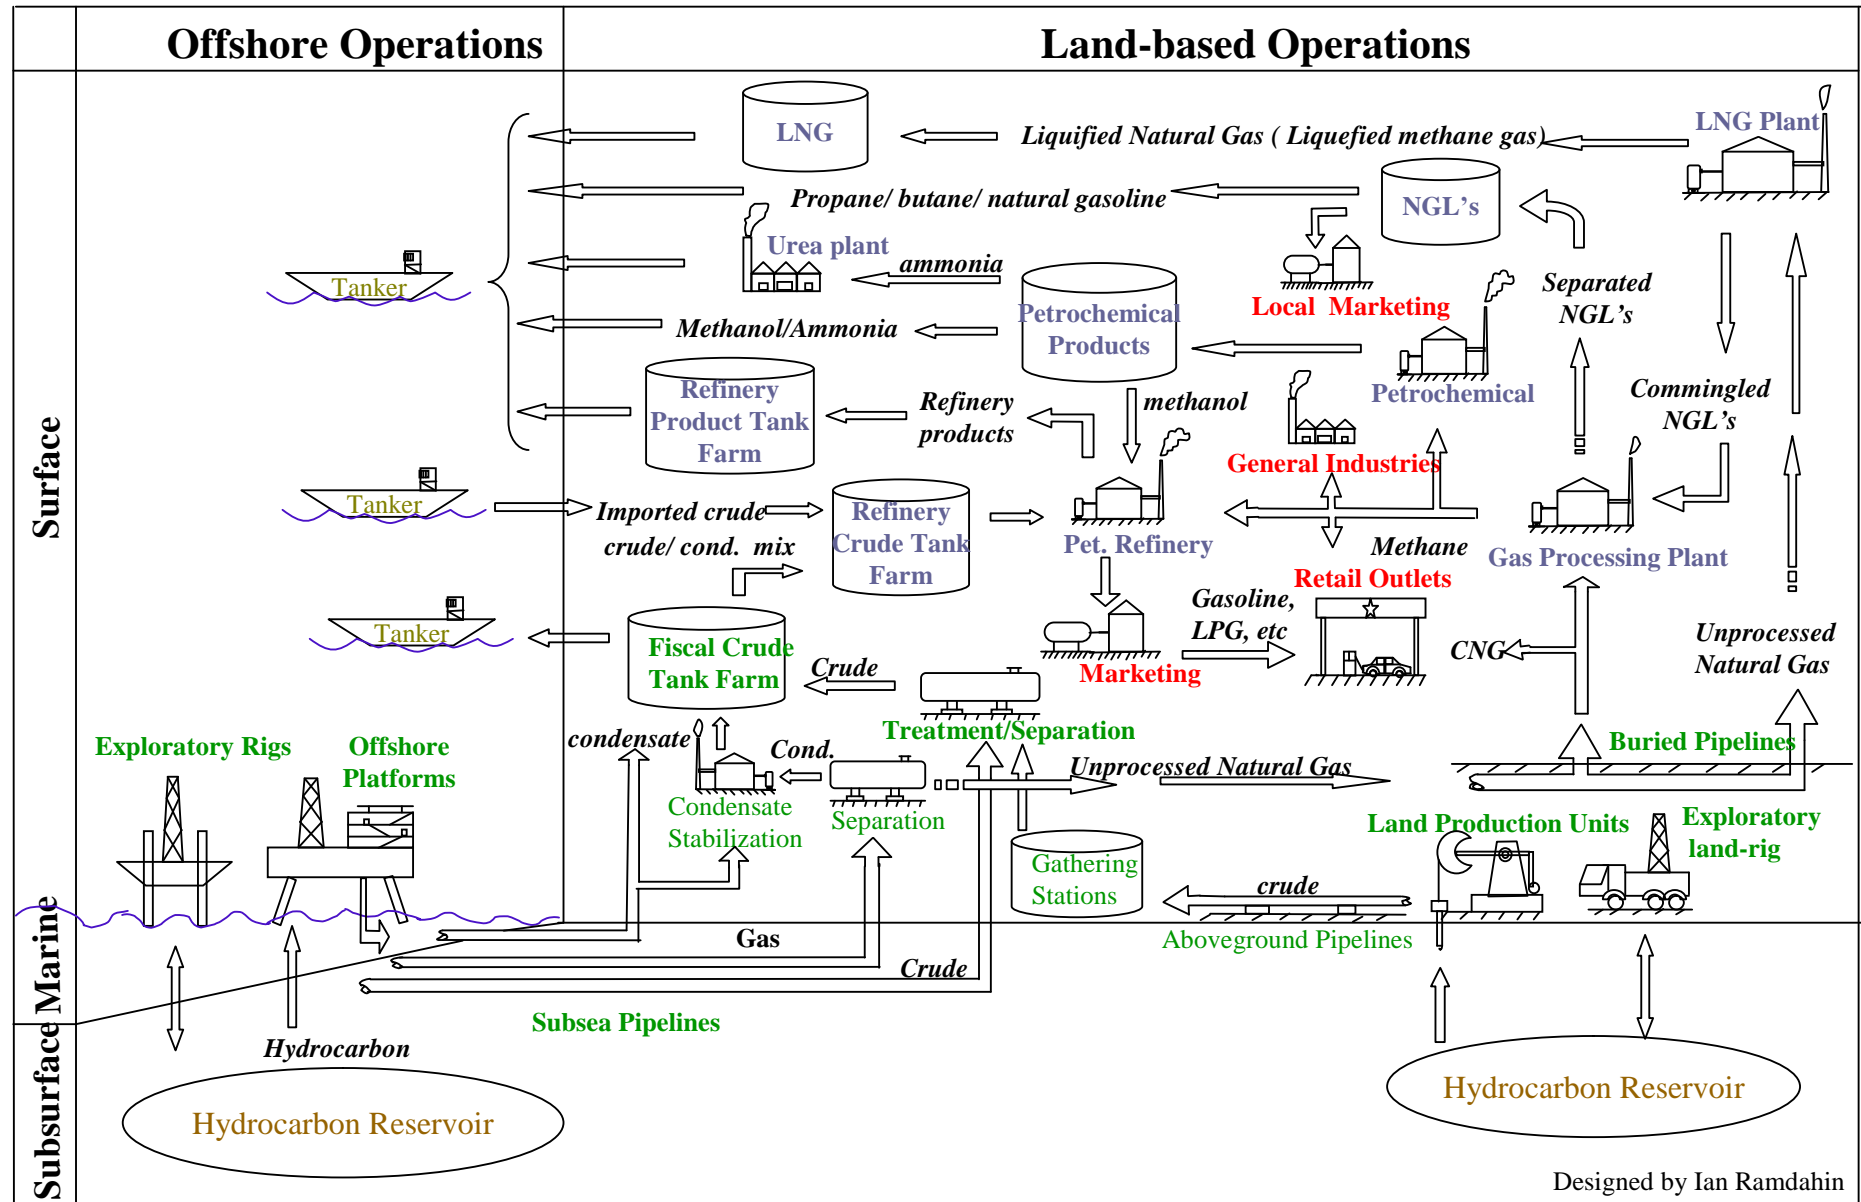 Offshore Operations
Land-based Operations
Surface
Marine
Subsurface
LNG
Liquified Natural Gas ( Liquefied methane gas)
LNG Plant
Propane/ butane/ natural gasoline
NGL's
Urea plant
ammonia
Tanker
Local Marketing
Separated
NGL's
Petrochemical
Products
Methanol/Ammonia
Refinery
Product Tank
Farm
Refinery
products
methanol
Petrochemical
Commingled
NGL's
General Industries
Tanker
Imported crude
crude/ cond. mix
Refinery
Crude Tank
Farm
Pet. Refinery
Methane
Gas Processing Plant
Retail Outlets
Gasoline,
LPG, etc
Tanker
Fiscal Crude
Tank Farm
Crude
Marketing
CNG
Unprocessed
Natural Gas
Treatment/Separation
Exploratory Rigs
Offshore
Platforms
condensate
Cond.
Unprocessed Natural Gas
Buried Pipelines
Condensate
Stabilization
Separation
Land Production Units
Exploratory
land-rig
Gathering
Stations
crude
Aboveground Pipelines
Gas
Crude
Subsea Pipelines
Hydrocarbon
Hydrocarbon Reservoir
Hydrocarbon Reservoir
Designed by Ian Ramdahin